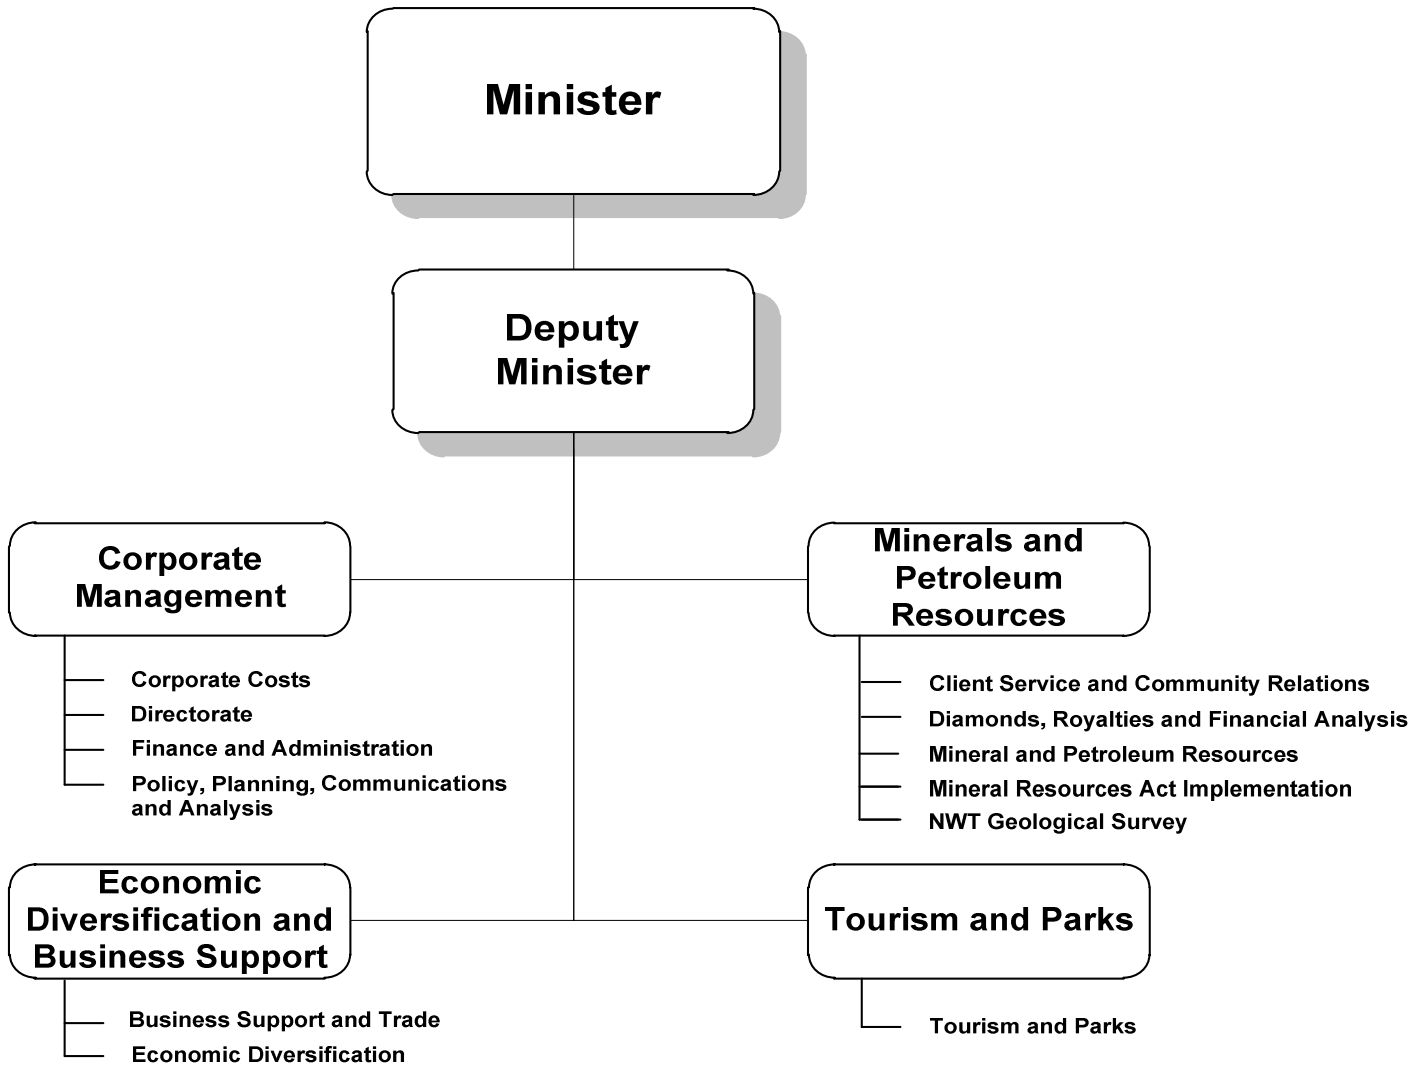 Minister
Deputy
Minister
Corporate
Management
Corporate Costs
Directorate
Finance and Administration
Policy, Planning, Communications
and Analysis
Minerals and
Petroleum
Resources
Client Service and Community Relations
Diamonds, Royalties and Financial Analysis
Mineral and Petroleum Resources
Mineral Resources Act Implementation
NWT Geological Survey
Economic
Diversification and
Business Support
Business Support and Trade
Economic Diversification
Tourism and Parks
Tourism and Parks